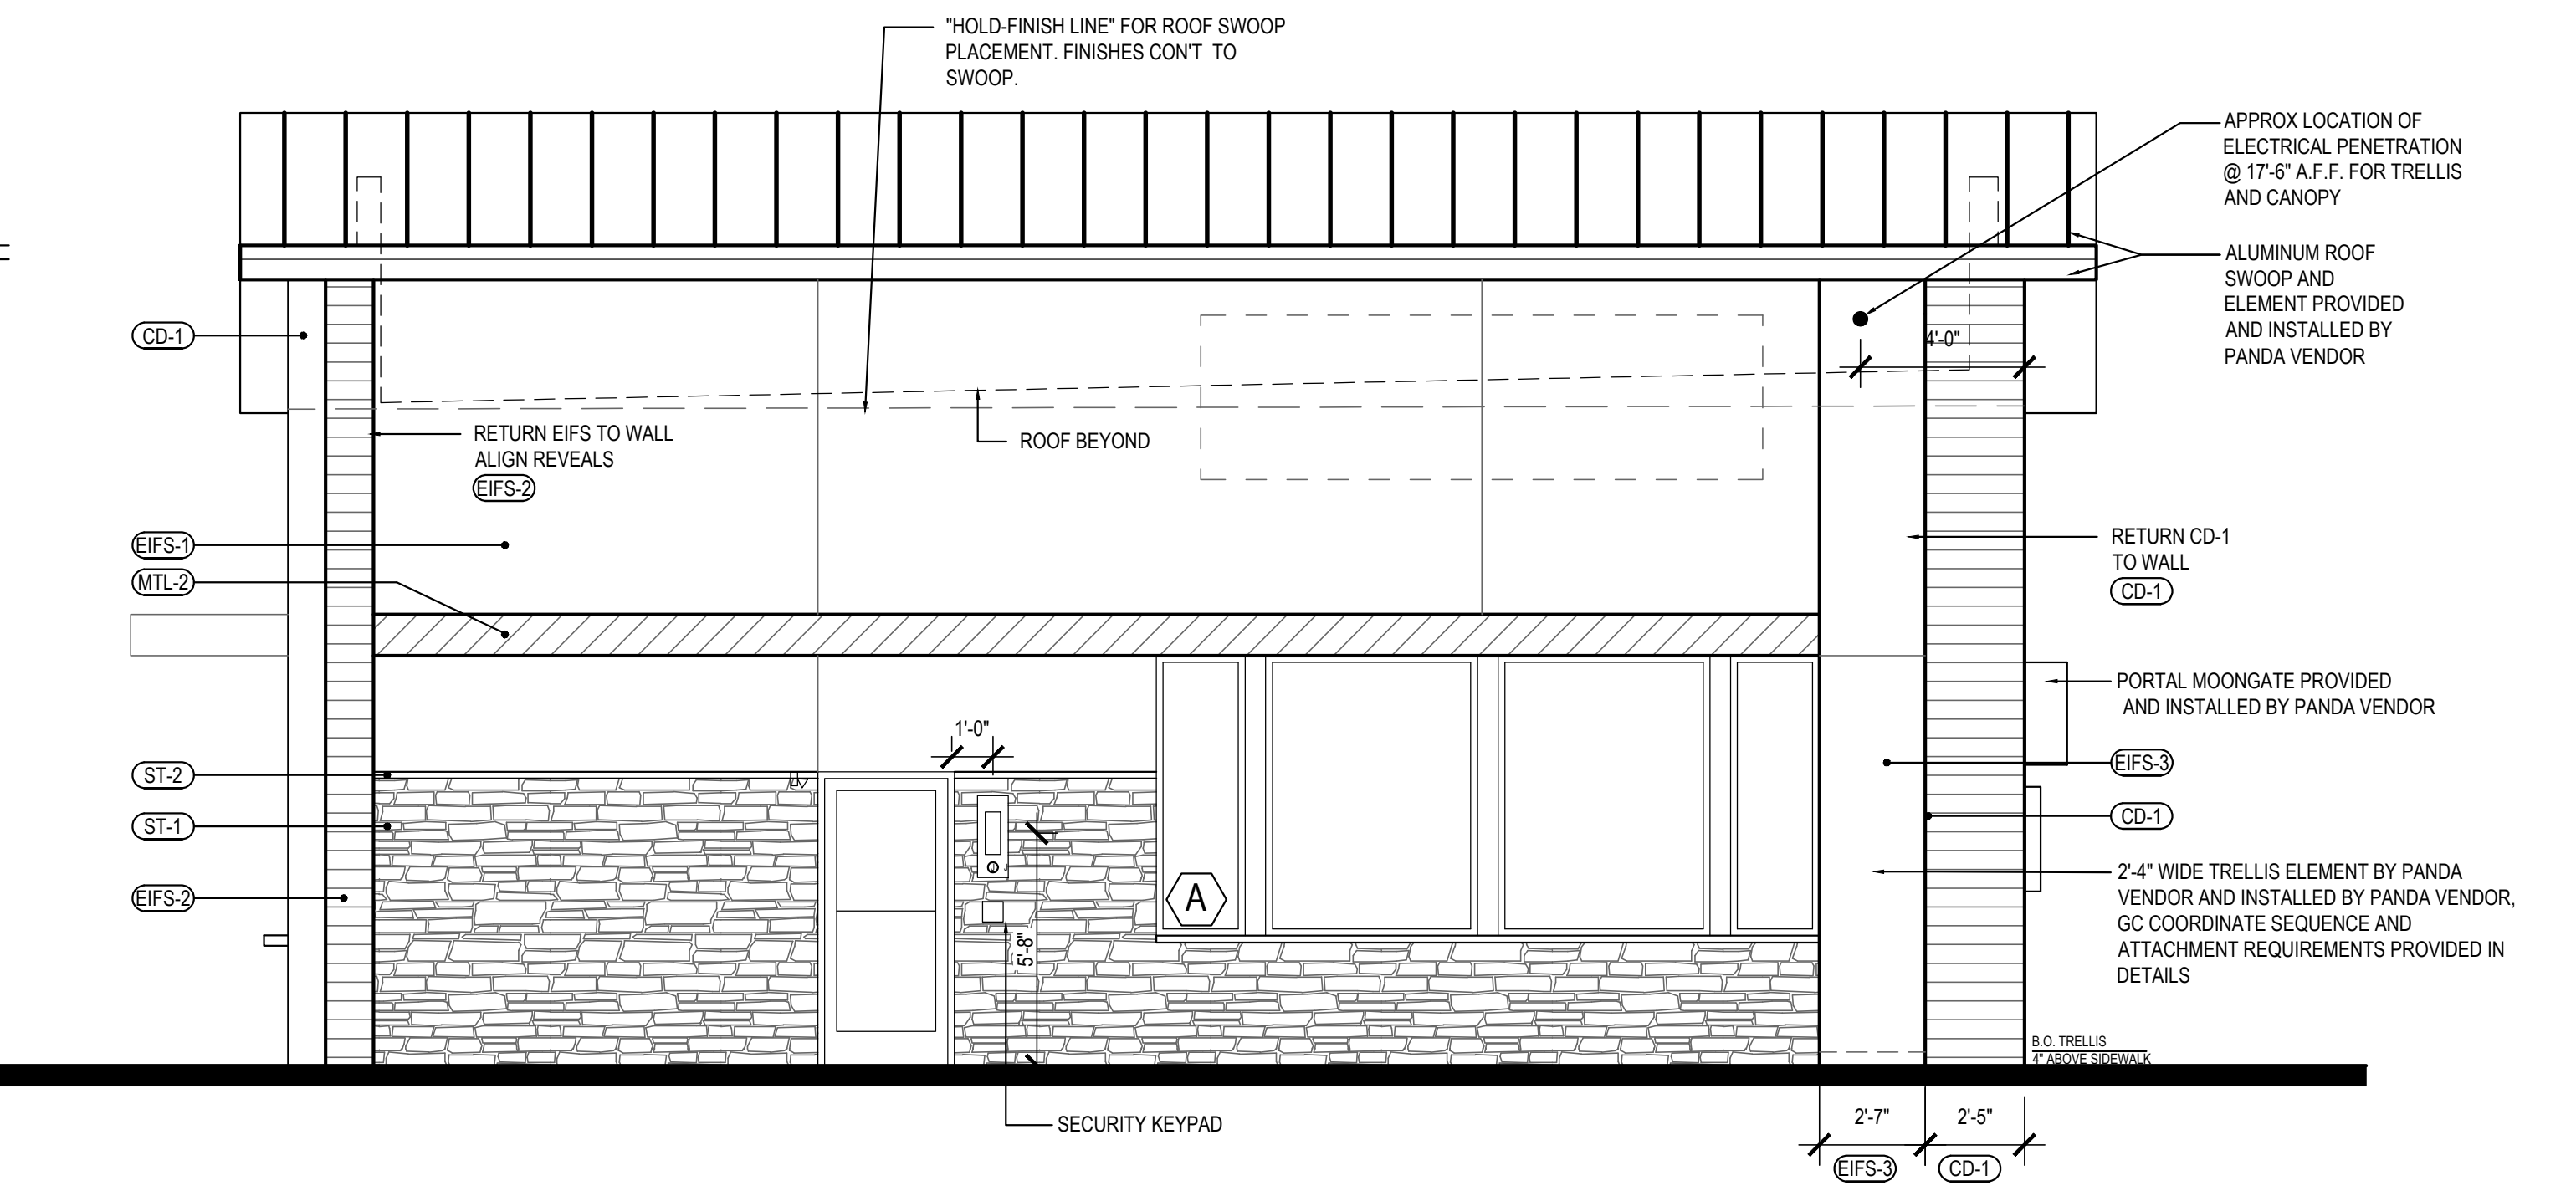 "HOLD-FINISH LINE" FOR ROOF SWOOP
PLACEMENT. FINISHES CON'T TO
SWOOP.
APPROX LOCATION OF
ELECTRICAL PENETRATION
@ 17'-6" A.F.F. FOR TRELLIS
AND CANOPY
ALUMINUM ROOF
SWOOP AND
ELEMENT PROVIDED
AND INSTALLED BY
PANDA VENDOR
CD-1
4'-0"
RETURN EIFS TO WALL
ALIGN REVEALS
EIFS-2
ROOF BEYOND
EIFS-1
MTL-2
RETURN CD-1
TO WALL
CD-1
PORTAL MOONGATE PROVIDED
AND INSTALLED BY PANDA VENDOR
1'-0"
ST-2
EIFS-3
ST-1
CD-1
EIFS-2
A
5'-8"
2'-4" WIDE TRELLIS ELEMENT BY PANDA
VENDOR AND INSTALLED BY PANDA VENDOR,
GC COORDINATE SEQUENCE AND
ATTACHMENT REQUIREMENTS PROVIDED IN
DETAILS
B.O. TRELLIS
4" ABOVE SIDEWALK
SECURITY KEYPAD
2'-7"
2'-5"
EIFS-3
CD-1